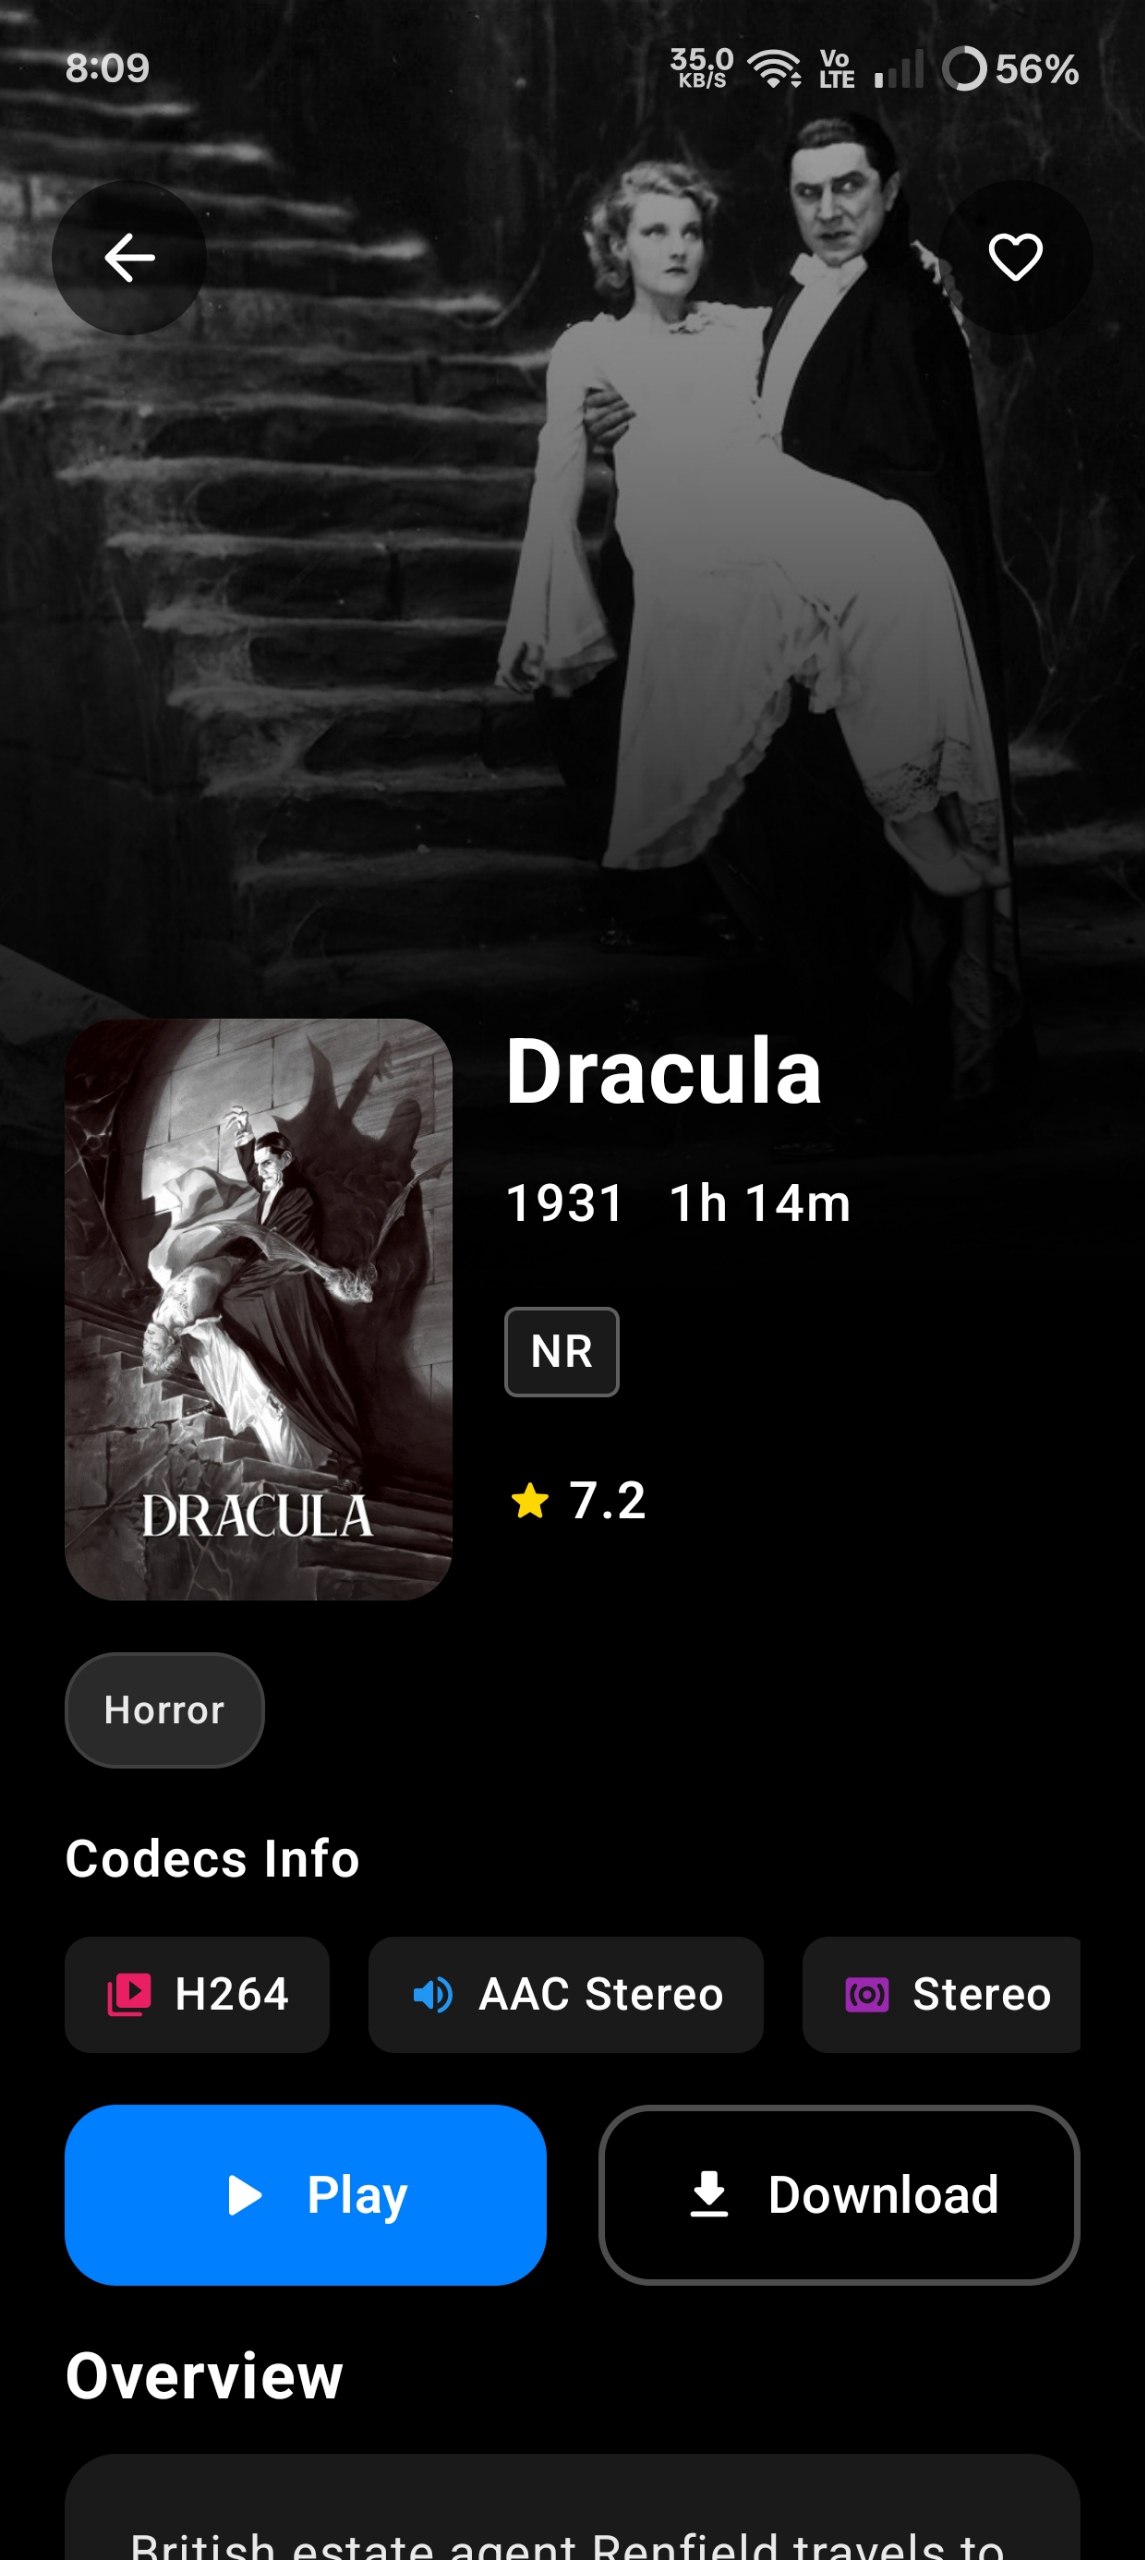 8:09
35.0
KB/S
Vo
LTE
56%
Dracula
1931 1h 14m
NR
7.2
DRACULA
Horror
Codecs Info
H264
AAC Stereo
Stereo
Play
Download
Overview
British estate agent Renfield travels to